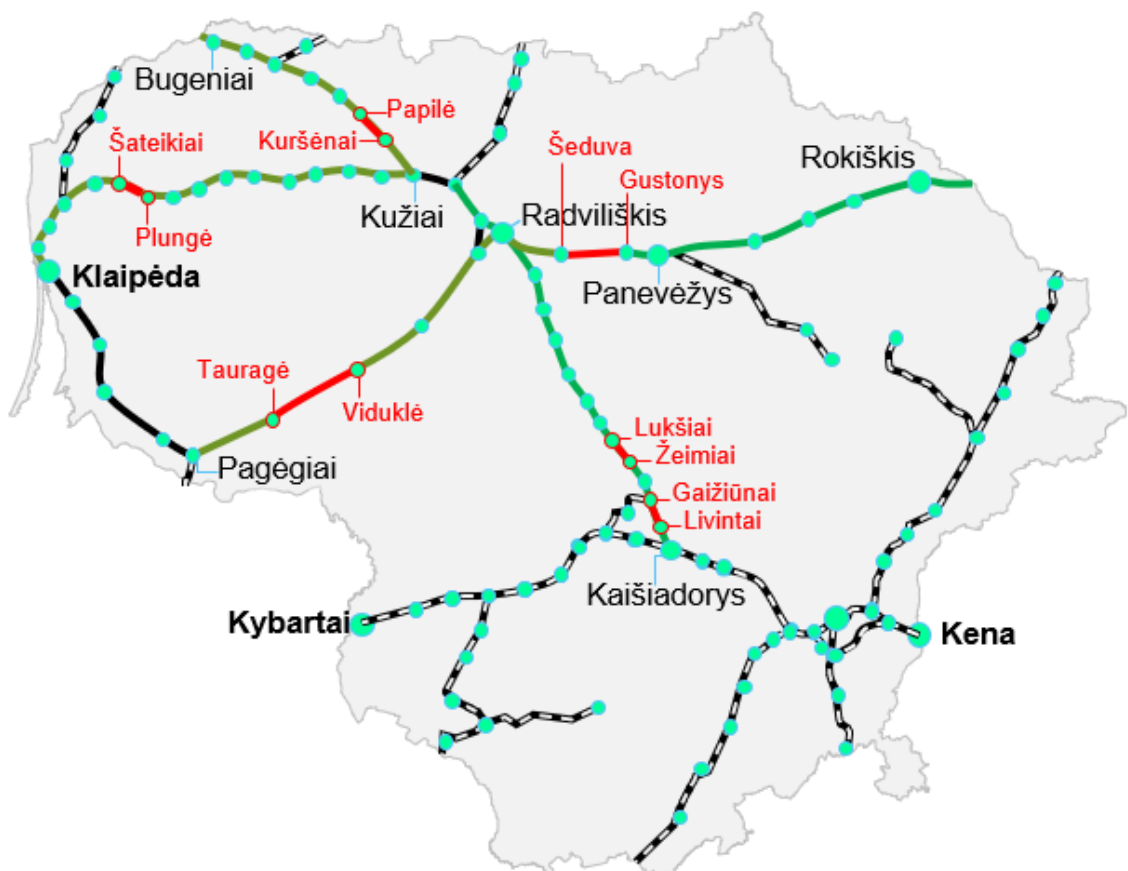 Bugeniai
Papilė
Kuršėnai
Šateikiai
Šeduva
Rokiškis
Gustonys
Kužiai
Radviliškis
Plungė
Klaipėda
Panevėžys
Tauragė
Viduklė
Lukšiai
Žeimiai
Pagėgiai
Gaižiūnai
Livintai
Kaišiadorys
Kybartai
Kena